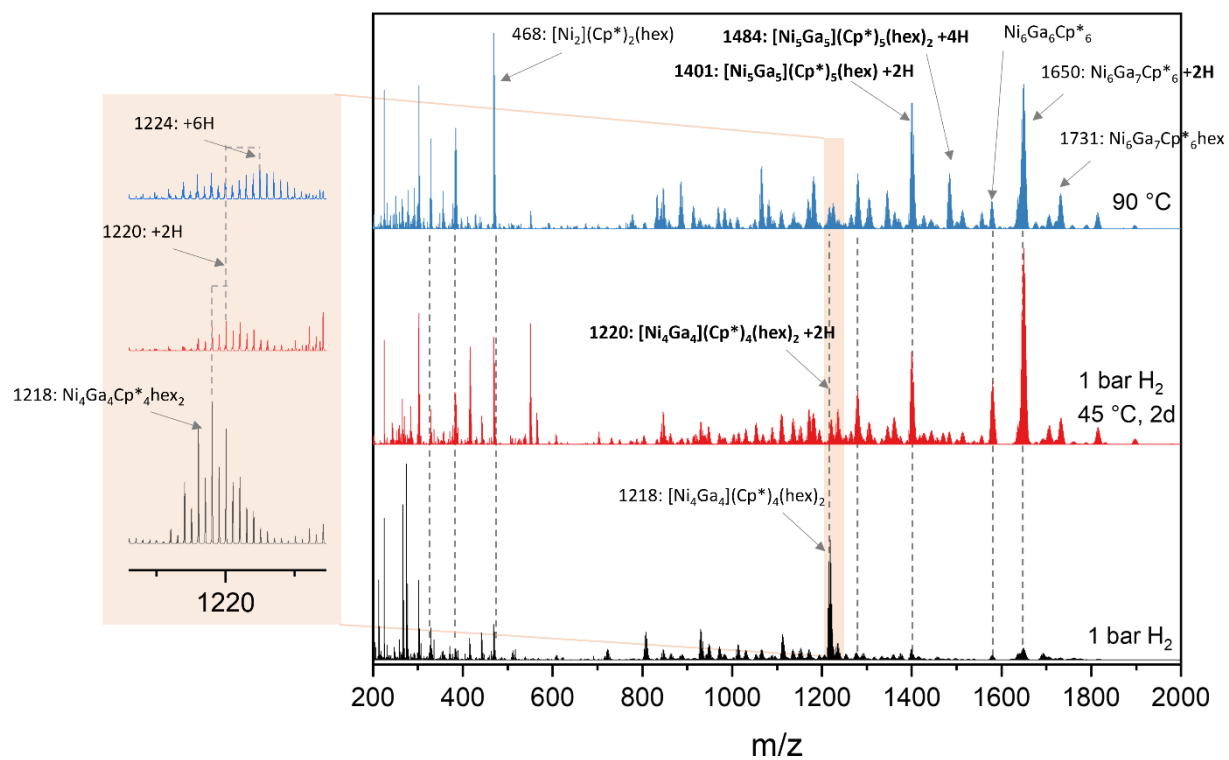 468: [Ni₂](Cp*)₂(hex)
1484: [Ni₅Ga₅](Cp*)₅(hex)₂ +4H
1401: [Ni₅Ga₅](Cp*)₅(hex) +2H
Ni₆Ga₆Cp*₆
1650: Ni₆Ga₇Cp*₆ +2H
1731: Ni₆Ga₇Cp*₆hex
90 °C
1224: +6H
1220: +2H
1218: Ni₄Ga₄Cp*₄hex₂
1220
1220: [Ni₄Ga₄](Cp*)₄(hex)₂ +2H
1 bar H₂
45 °C, 2d
1218: [Ni₄Ga₄](Cp*)₄(hex)₂
1 bar H₂
200 400 600 800 1000 1200 1400 1600 1800 2000
m/z